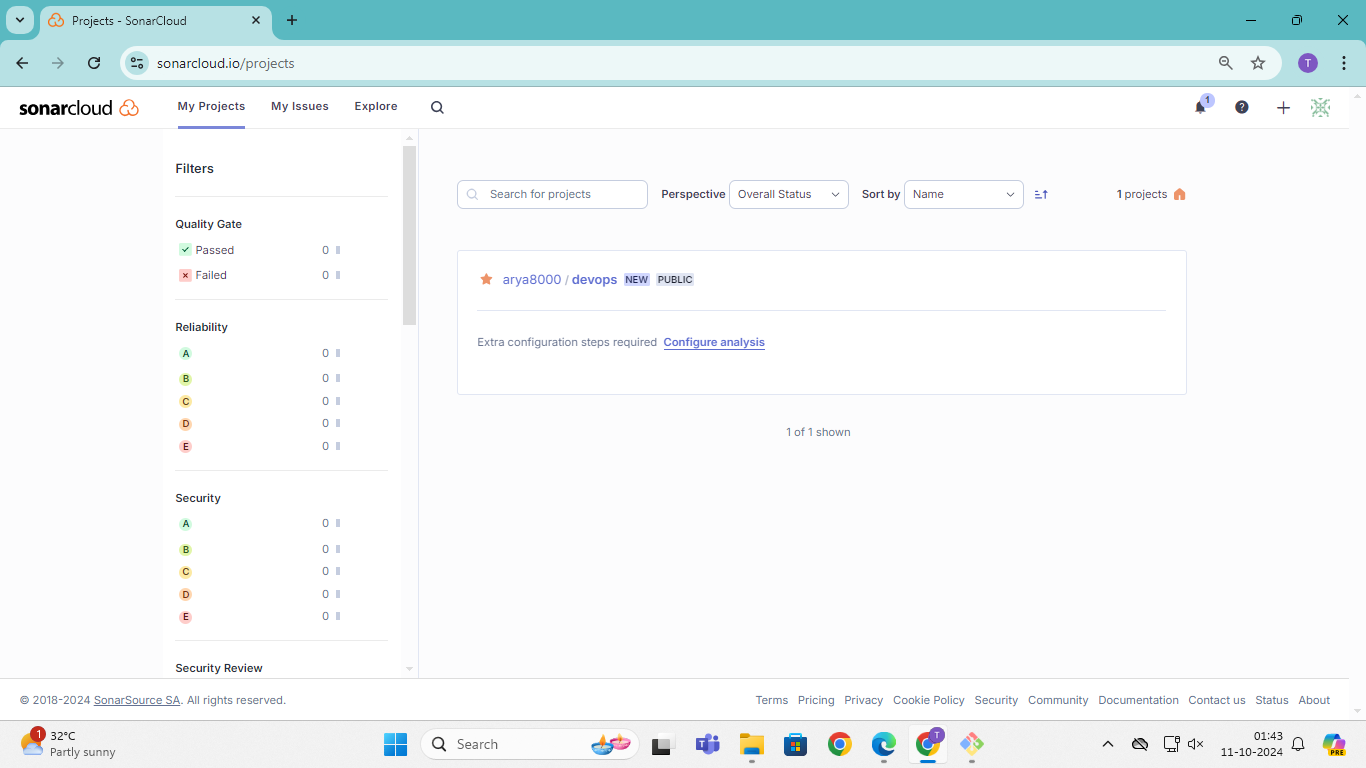 Projects - SonarCloud
sonarcloud.io/projects
T
sonarcloud
My Projects
My Issues
Explore
1
?
Filters
Quality Gate
Passed 0
Failed 0
Reliability
A 0
B 0
C 0
D 0
E 0
Security
A 0
B 0
C 0
D 0
E 0
Security Review
Search for projects
Perspective Overall Status
Sort by Name
1 projects
arya8000 / devops NEW PUBLIC
Extra configuration steps required Configure analysis
1 of 1 shown
© 2018-2024 SonarSource SA. All rights reserved.
Terms Pricing Privacy Cookie Policy Security Community Documentation Contact us Status About
1
32°C
Partly sunny
Search
T
01:43
11-10-2024
PRE